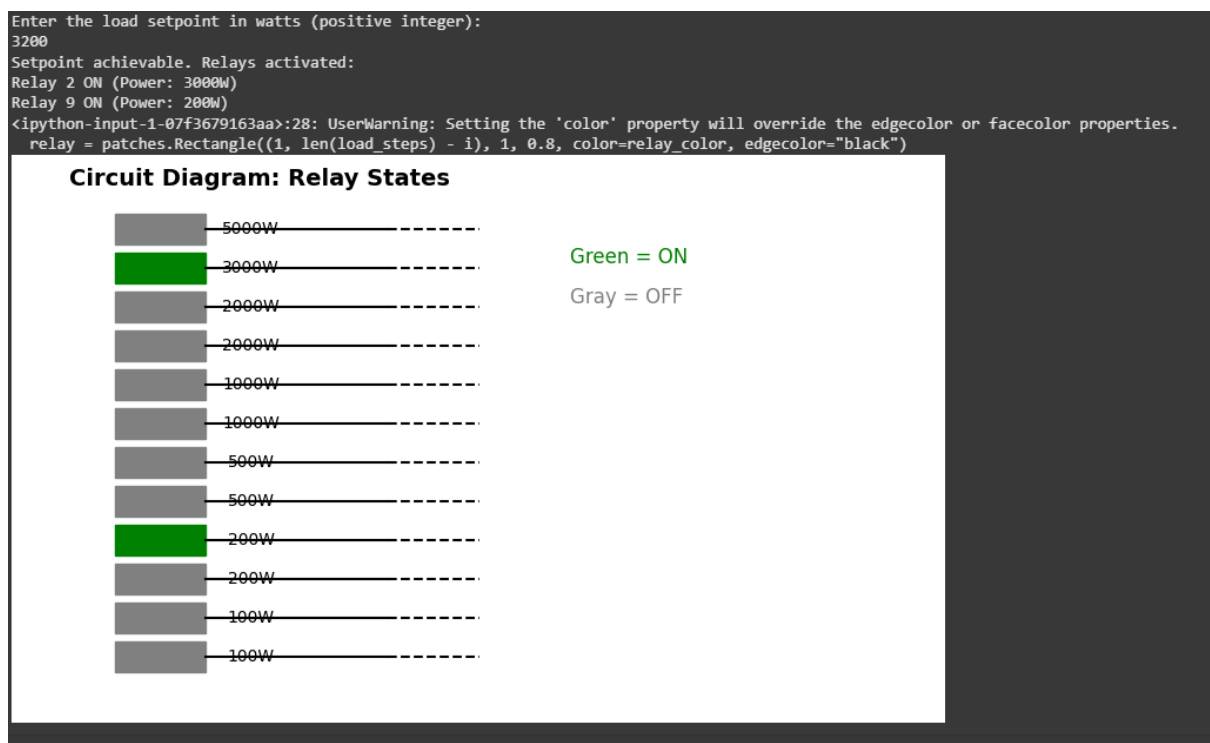 Enter the load setpoint in watts (positive integer):
3200
Setpoint achievable. Relays activated:
Relay 2 ON (Power: 3000W)
Relay 9 ON (Power: 200W)
<ipython-input-1-07f3679163aa>:28: UserWarning: Setting the 'color' property will override the edgecolor or facecolor properties.
  relay = patches.Rectangle((1, len(load_steps) - i), 1, 0.8, color=relay_color, edgecolor="black")
Circuit Diagram: Relay States
5000W
3000W
2000W
2000W
1000W
1000W
500W
500W
200W
200W
100W
100W
Green = ON
Gray = OFF